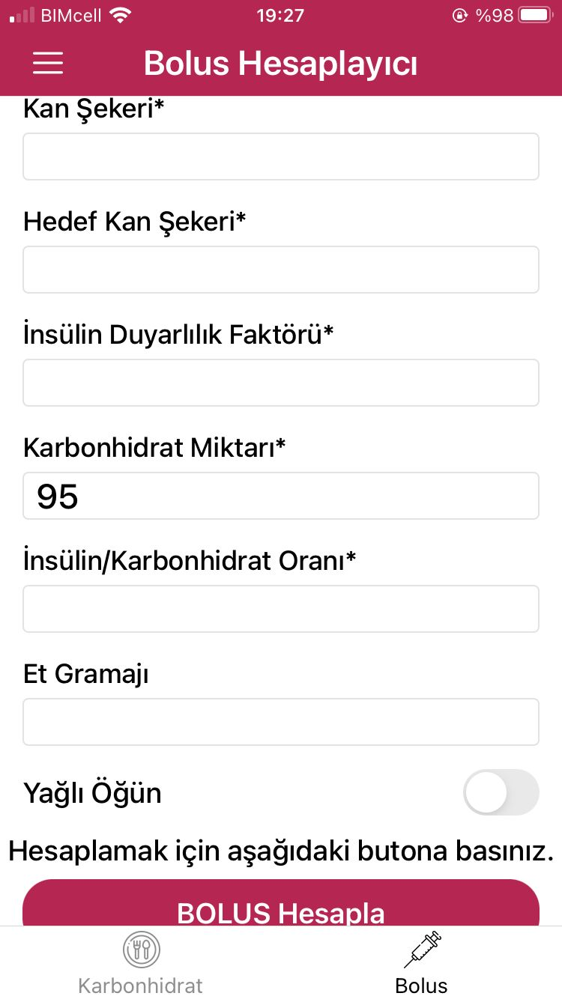 BIMcell 19:27 %98
Bolus Hesaplayıcı
Kan Şekeri*
Hedef Kan Şekeri*
İnsülin Duyarlılık Faktörü*
Karbonhidrat Miktarı*
95
İnsülin/Karbonhidrat Oranı*
Et Gramajı
Yağlı Öğün
Hesaplamak için aşağıdaki butona basınız.
BOLUS Hesapla
Karbonhidrat Bolus